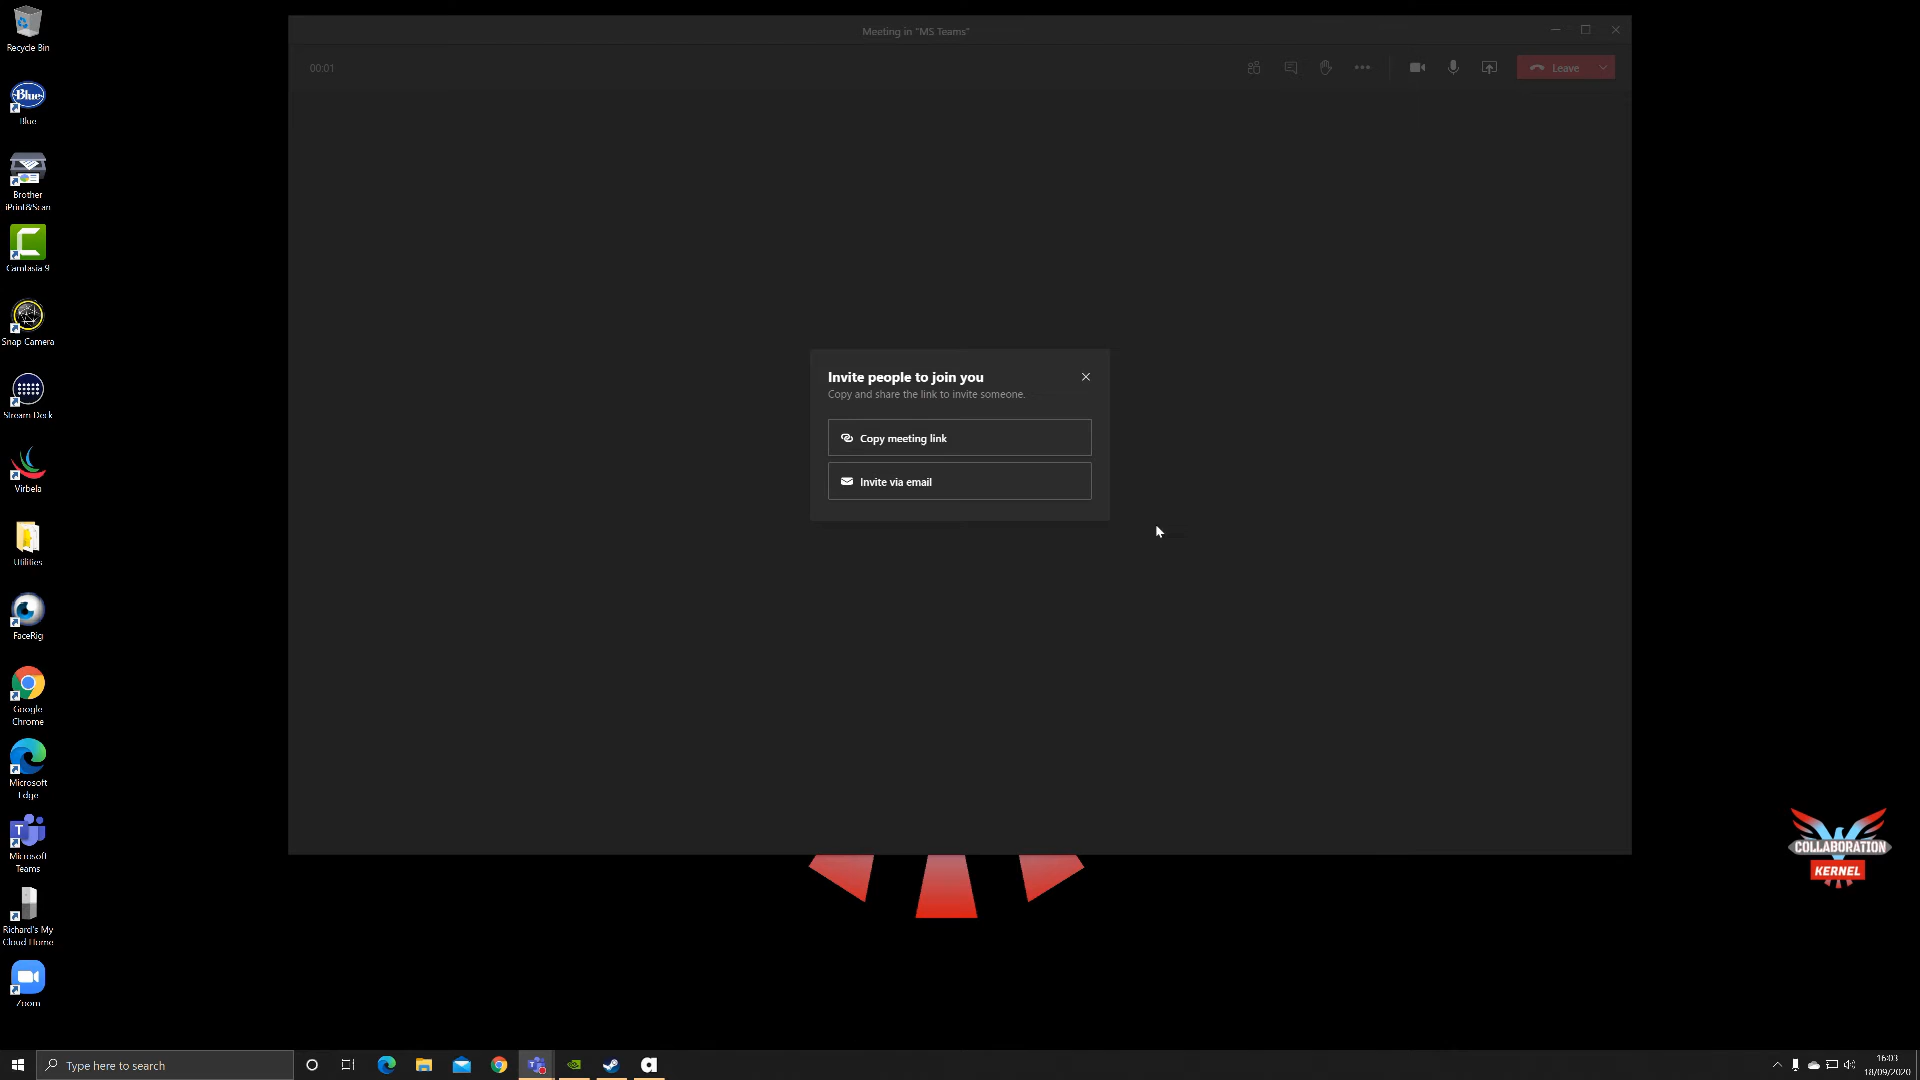 Recycle Bin
Blue
Blue
Brother
iPrint&Scan
Camtasia 9
Snap Camera
Stream Deck
Virbela
Utilities
FaceRig
Google
Chrome
Microsoft
Edge
T
Microsoft
Teams
Richard's My
Cloud Home
Zoom
Meeting in "MS Teams"
00:01
Leave
Invite people to join you
Copy and share the link to invite someone.
Copy meeting link
Invite via email
COLLABORATION
KERNEL
Type here to search
16:03
18/09/2020